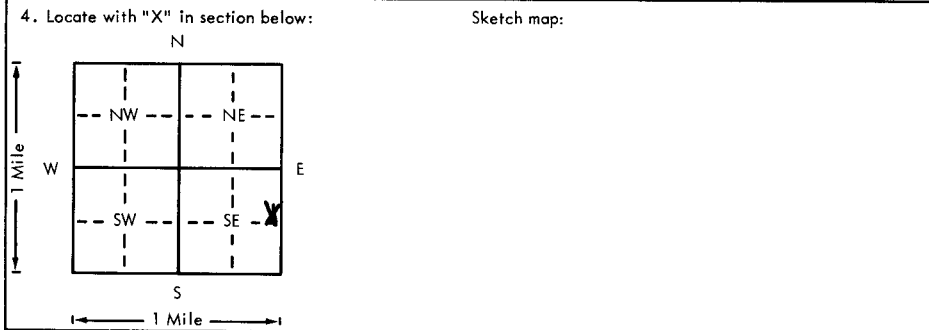 4. Locate with "X" in section below: Sketch map:
N
NW NE
1 Mile W E
SW X
SE
S
1 Mile